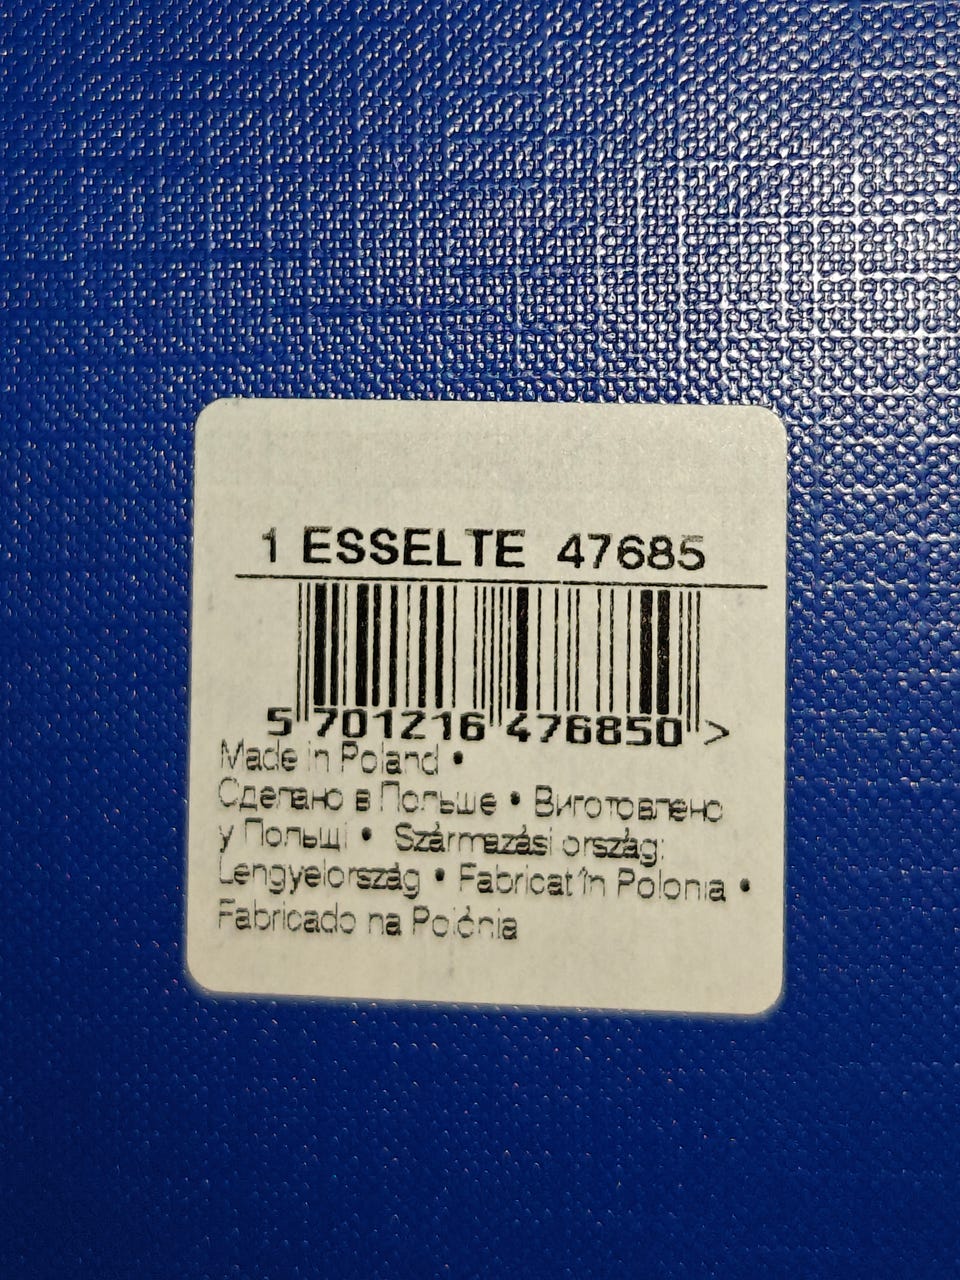 1 ESSELTE 47685
5 701216 476850 >
Made in Poland •
Сделано в Польше • Виготовлено
у Польщі • Származási ország:
Lengyelország • Fabricat în Polonia •
Fabricado na Polónia